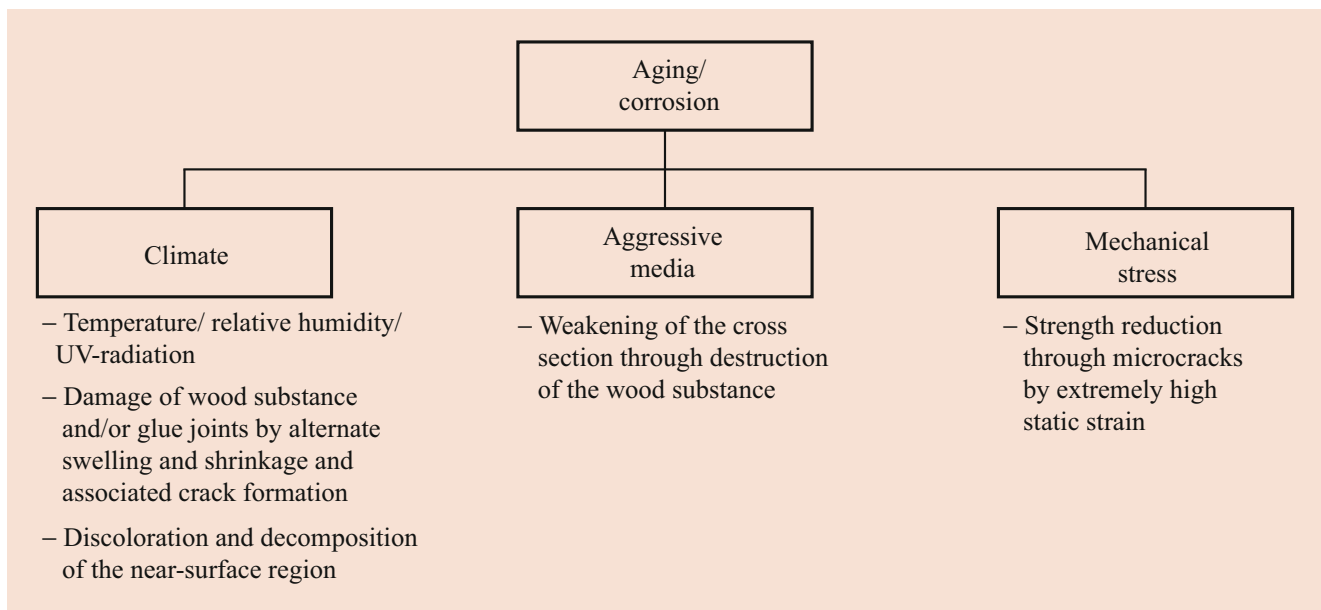 Aging/
corrosion
Climate
– Temperature/ relative humidity/
UV-radiation
– Damage of wood substance
and/or glue joints by alternate
swelling and shrinkage and
associated crack formation
– Discoloration and decomposition
of the near-surface region
Aggressive
media
– Weakening of the cross
section through destruction
of the wood substance
Mechanical
stress
– Strength reduction
through microcracks
by extremely high
static strain